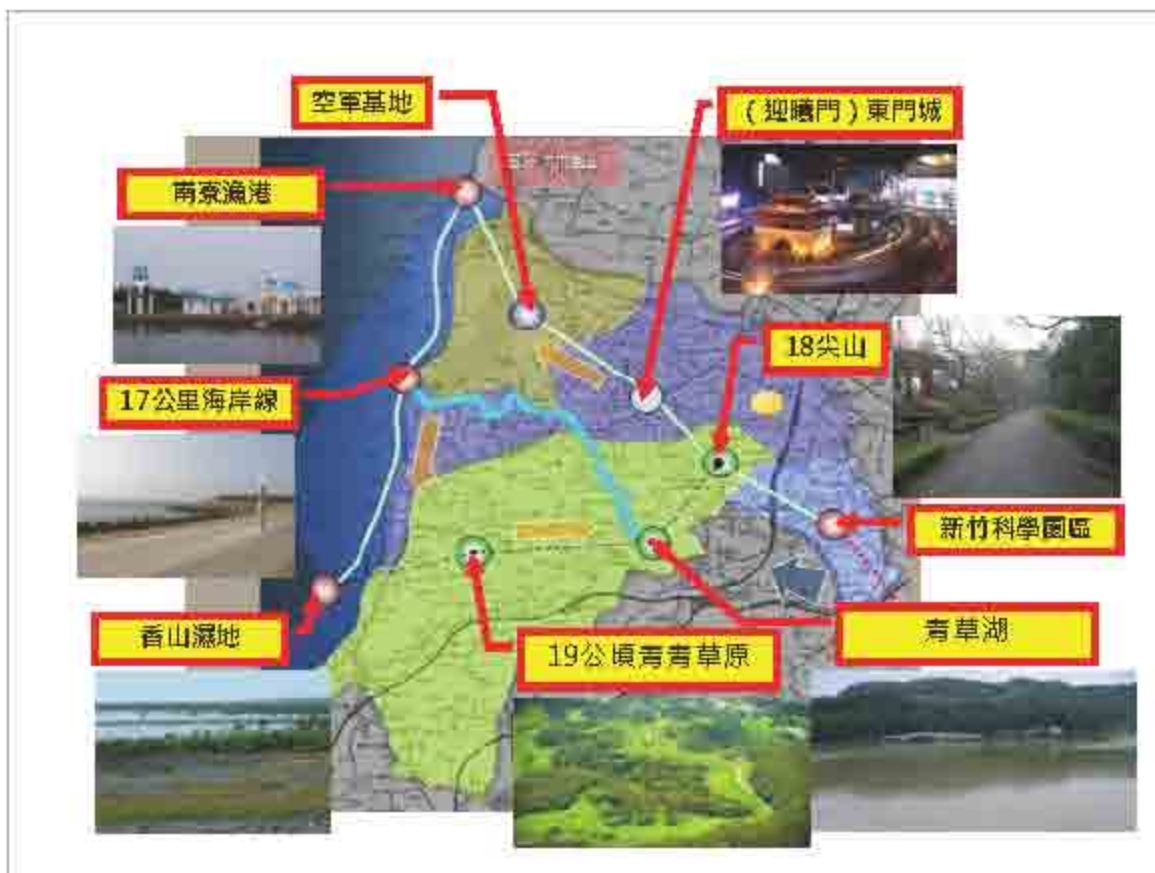 空軍基地
（迎曦門）東門城
南寮漁港
18尖山
17公里海岸線
新竹科學園區
香山濕地
青草湖
19公頃青青草原